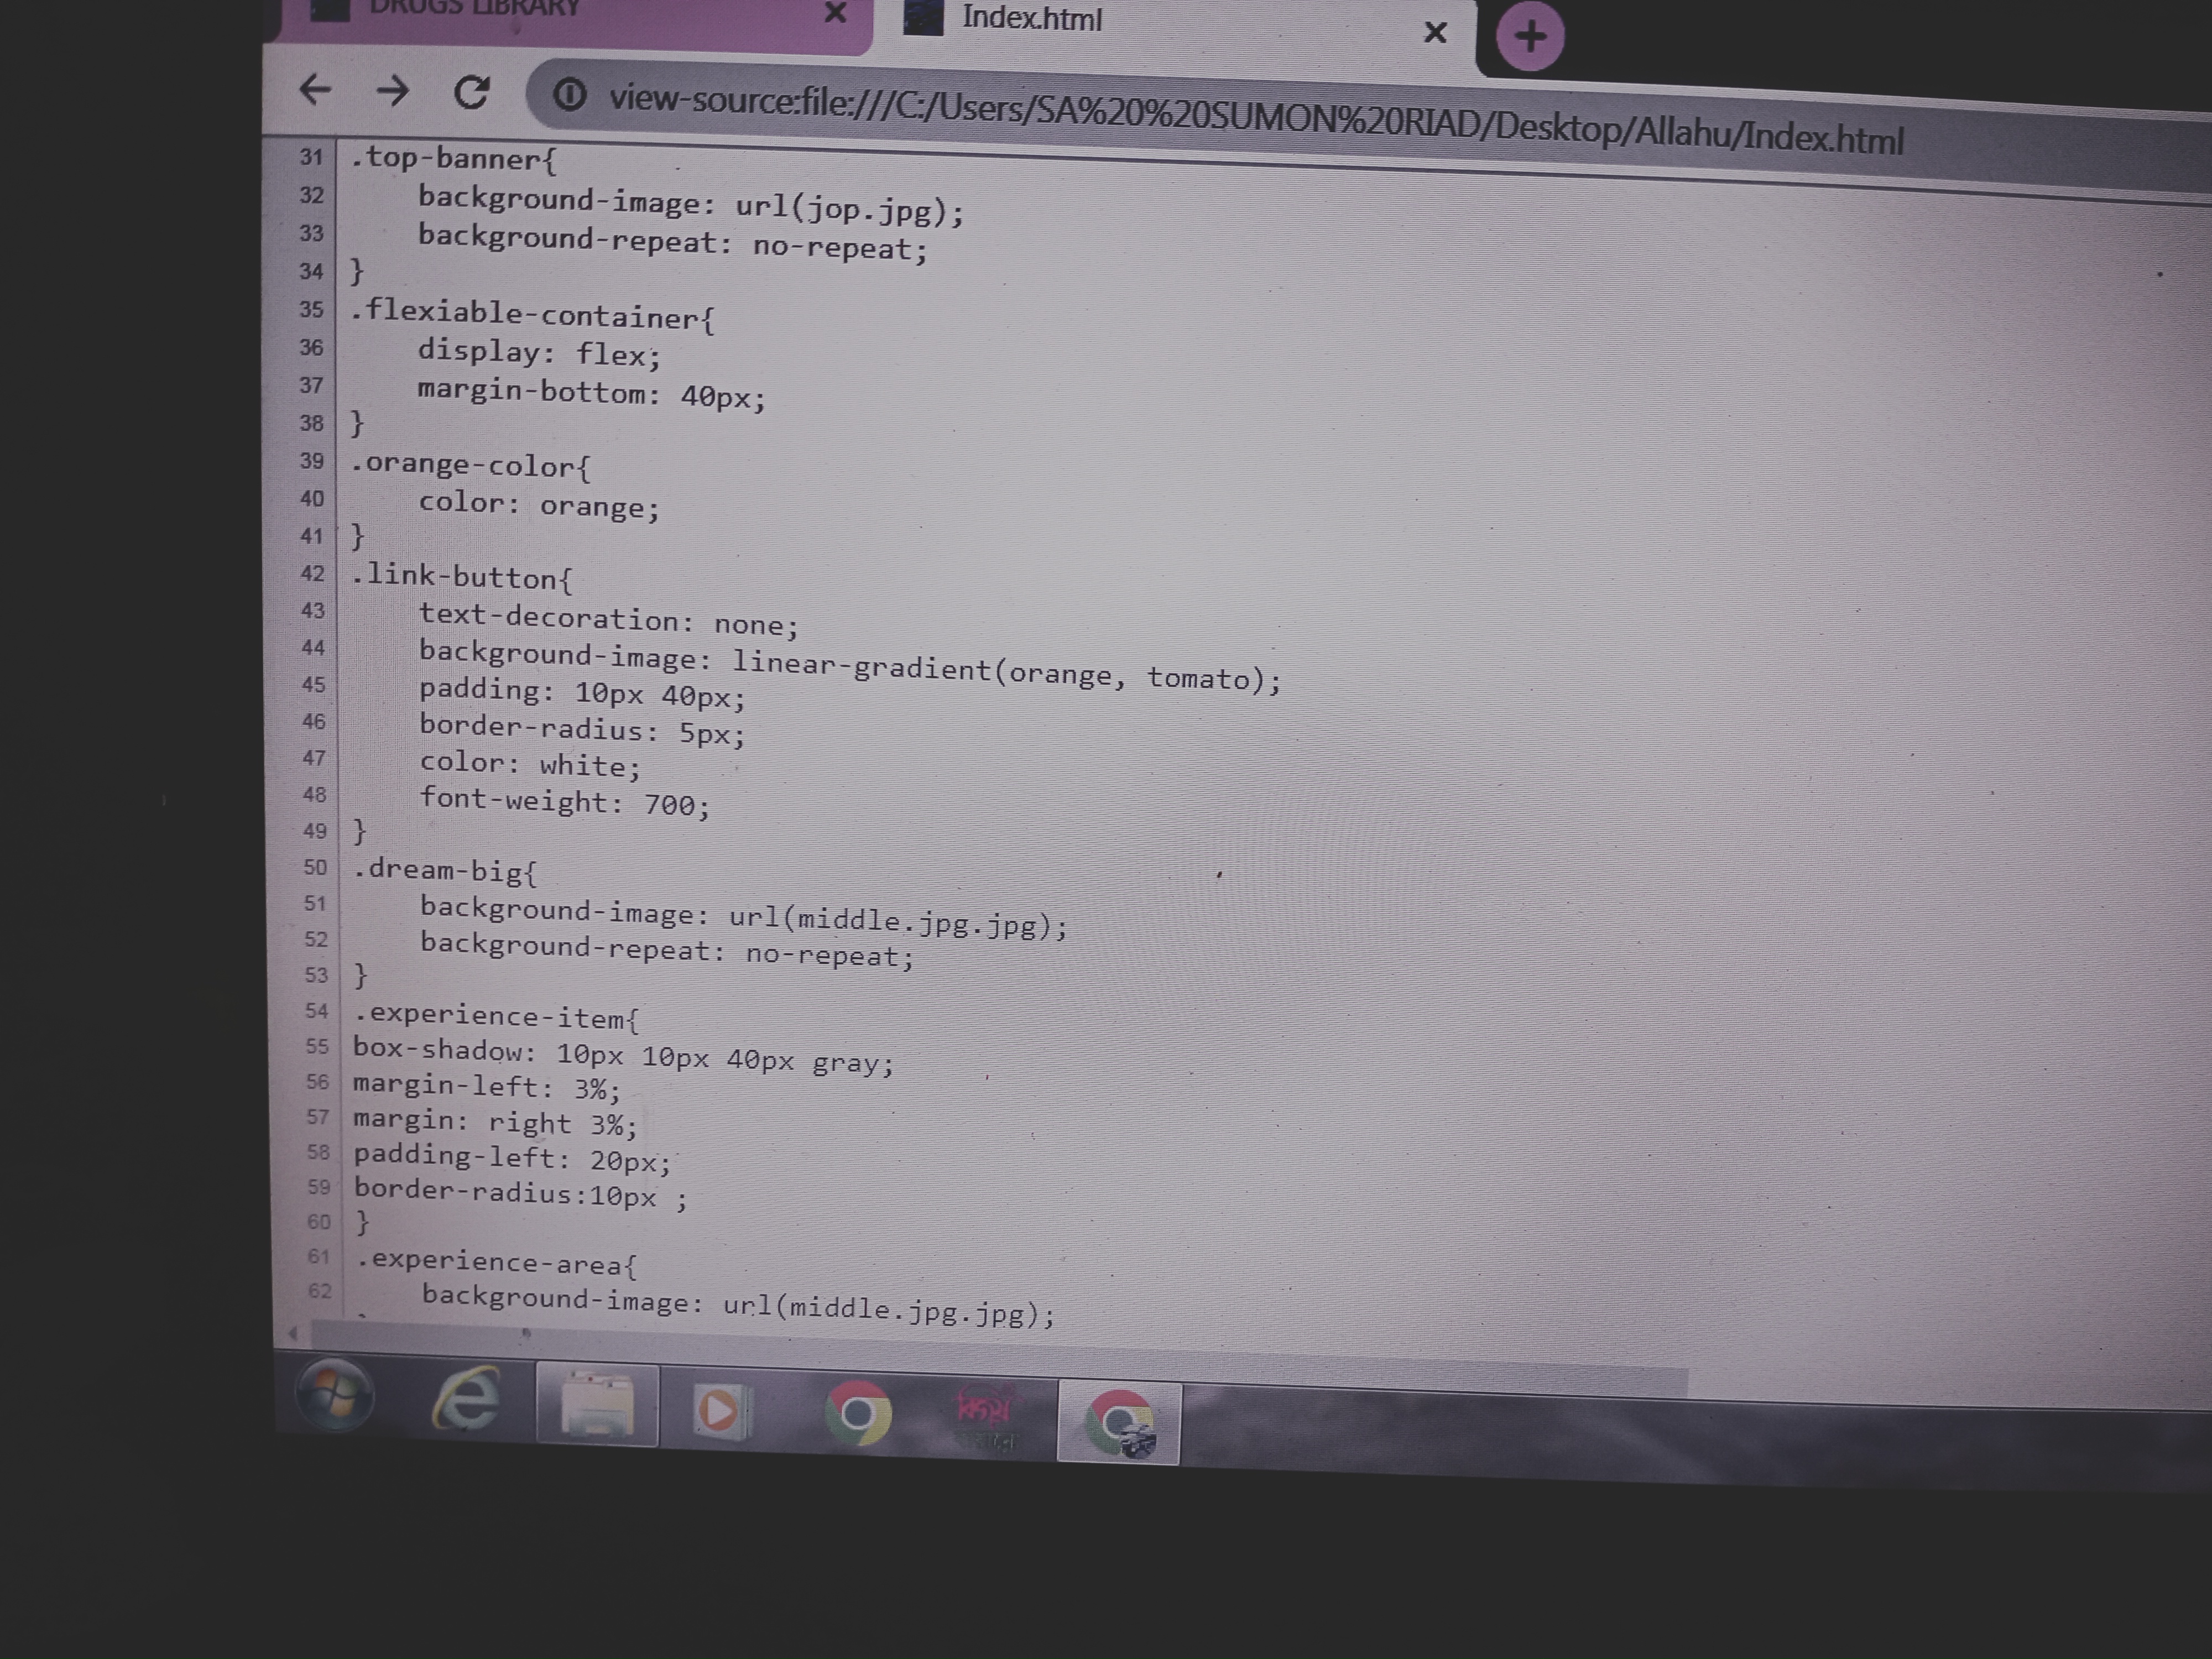 DRUGS LIBRARY
Index.html
view-source:file:///C:/Users/SA%20%20SUMON%20RIAD/Desktop/Allahu/Index.html
31 .top-banner{
32 background-image: url(jop.jpg);
33 background-repeat: no-repeat;
34 }
35 .flexiable-container{
36 display: flex;
37 margin-bottom: 40px;
38 }
39 .orange-color{
40 color: orange;
41 }
42 .link-button{
43 text-decoration: none;
44 background-image: linear-gradient(orange, tomato);
45 padding: 10px 40px;
46 border-radius: 5px;
47 color: white;
48 font-weight: 700;
49 }
50 .dream-big{
51 background-image: url(middle.jpg.jpg);
52 background-repeat: no-repeat;
53 }
54 .experience-item{
55 box-shadow: 10px 10px 40px gray;
56 margin-left: 3%;
57 margin: right 3%;
58 padding-left: 20px;
59 border-radius:10px ;
60 }
61 .experience-area{
62 background-image: url(middle.jpg.jpg);